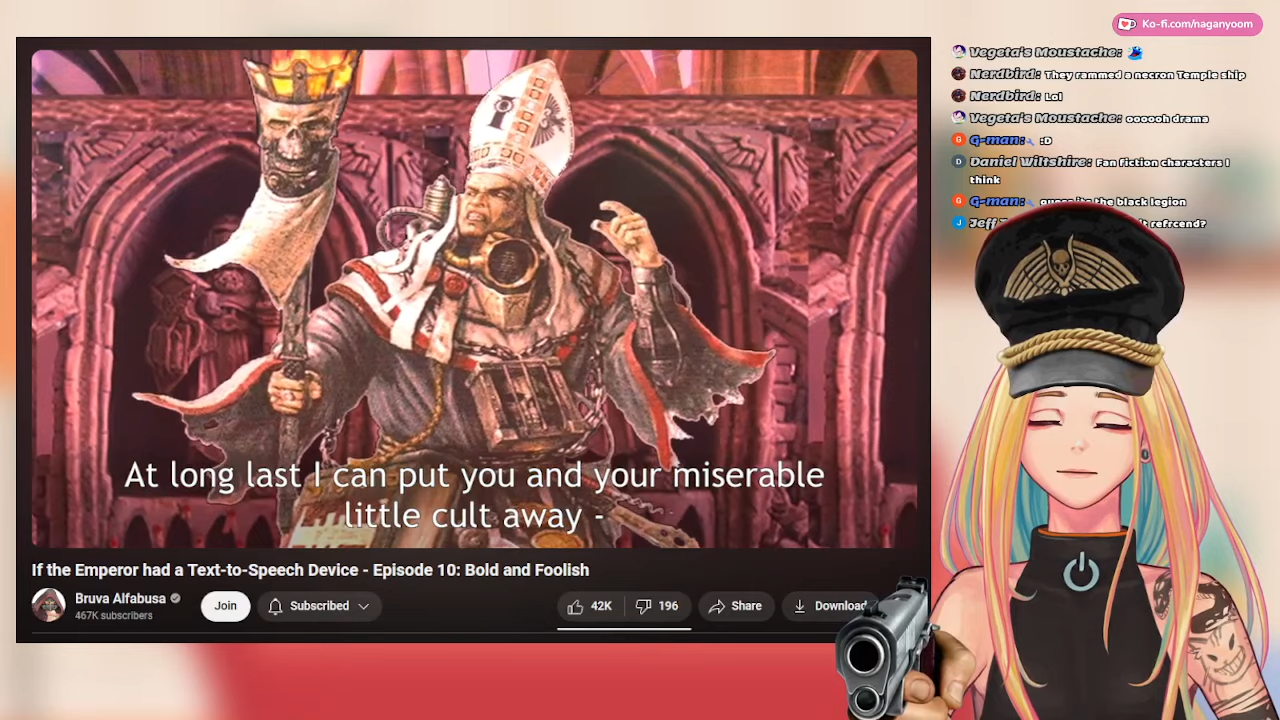 Ko-fi.com/naganyoom
Vegeta's Moustache:
Nerdbird: They rammed a necron Temple ship
Nerdbird: Lol
Vegeta's Moustache: oooooh drama
G-man: :D
Daniel Wiltshire: Fan fiction characters I
think
G-man: the black legion
Jeff refrcend?
I
At long last I can put you and your miserable
little cult away -
If the Emperor had a Text-to-Speech Device - Episode 10: Bold and Foolish
Bruva Alfabusa
467K subscribers
Join
Subscribed
42K
196
Share
Download